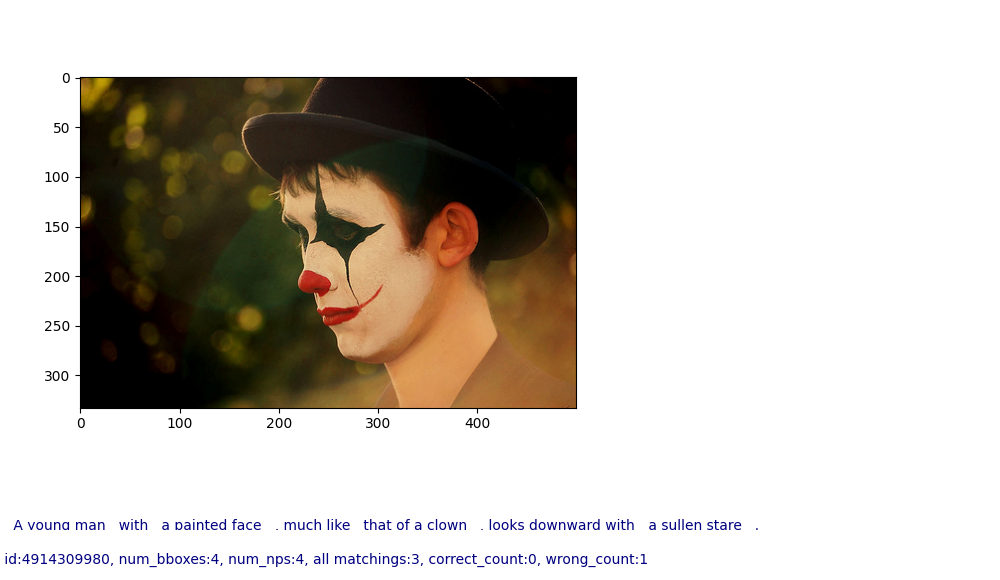 0
50
100
150
200
250
300
0 100 200 300 400
A young man with a painted face , much like that of a clown , looks downward with a sullen stare .
id:4914309980, num_bboxes:4, num_nps:4, all matchings:3, correct_count:0, wrong_count:1